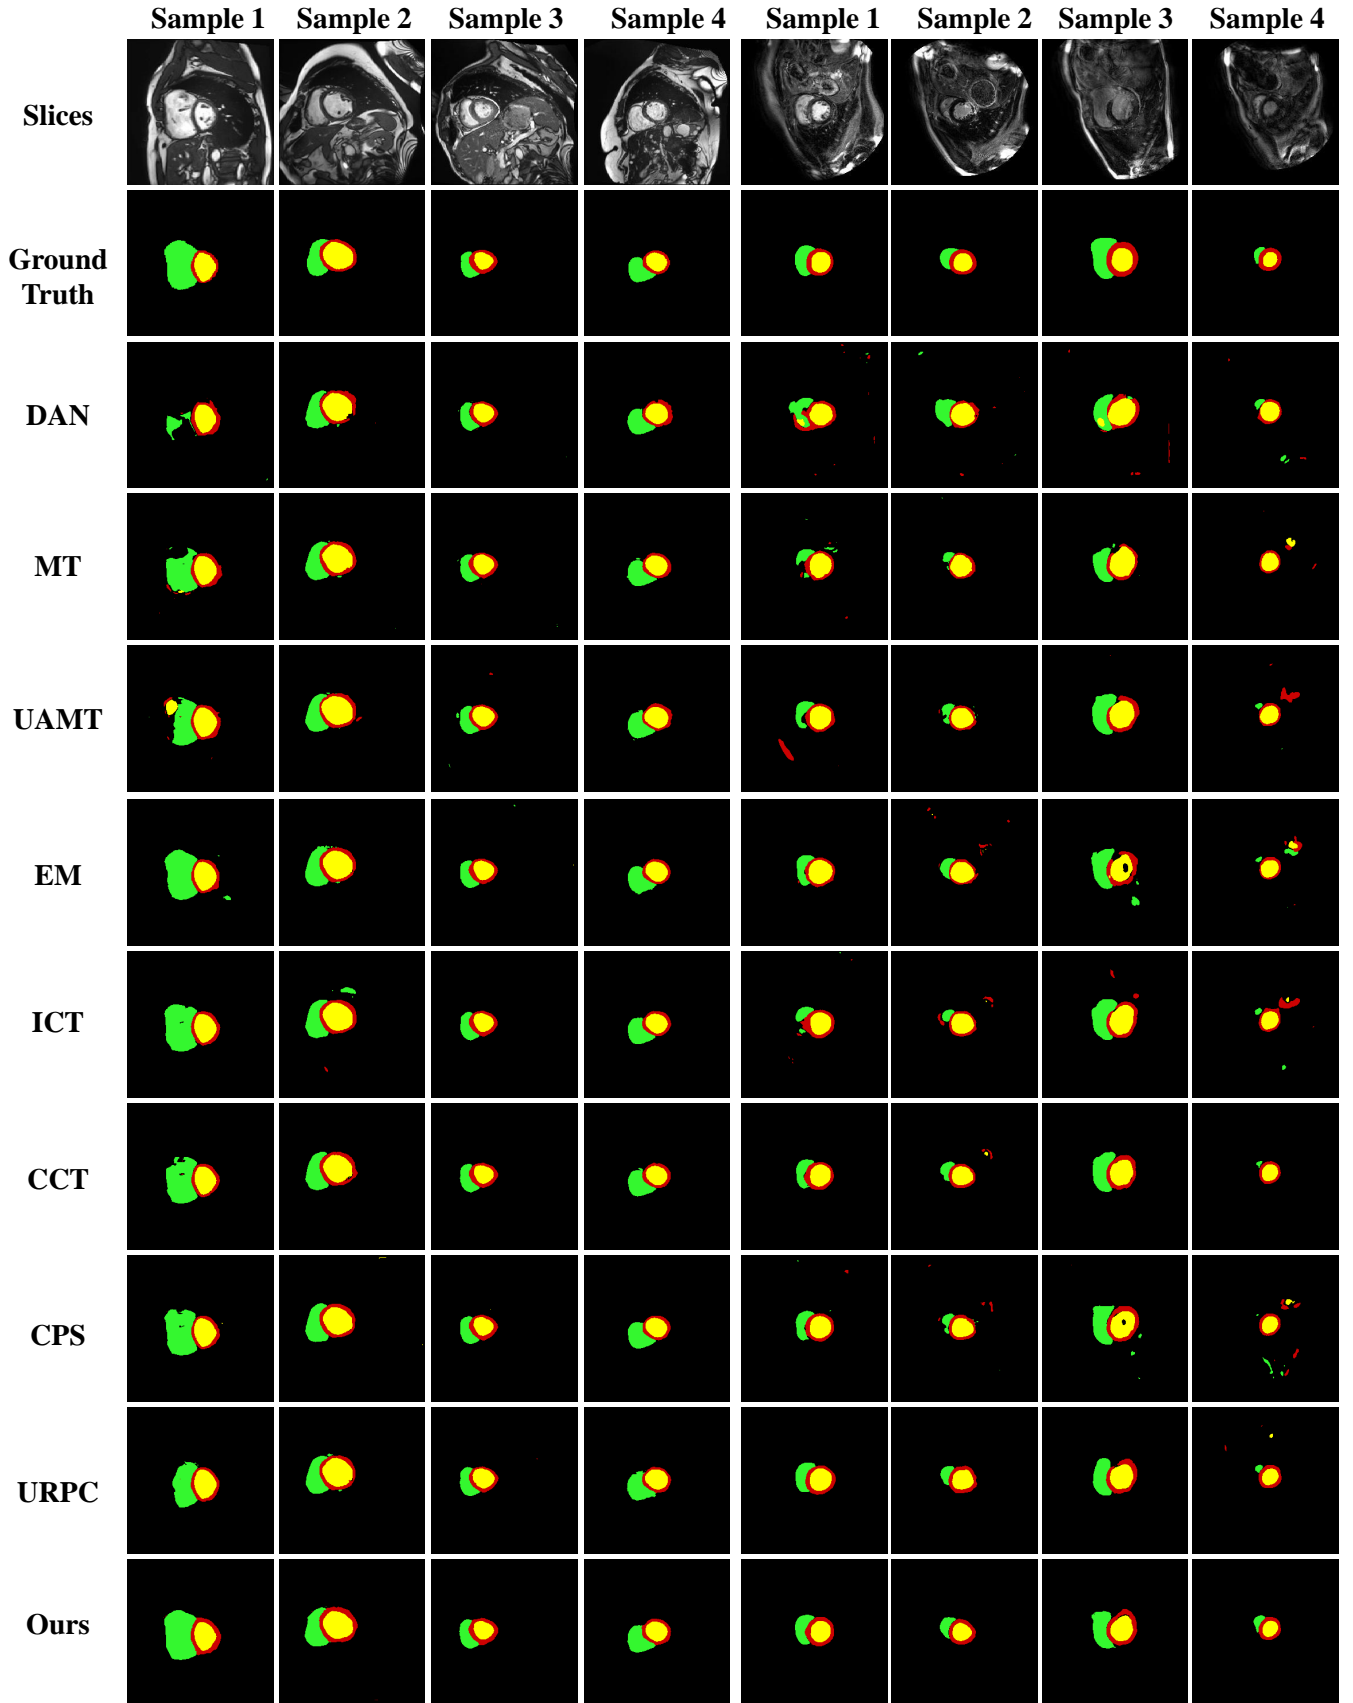 Sample 1 Sample 2 Sample 3 Sample 4 Sample 1 Sample 2 Sample 3 Sample 4
Slices
Ground
Truth
DAN
MT
UAMT
EM
ICT
CCT
CPS
URPC
Ours